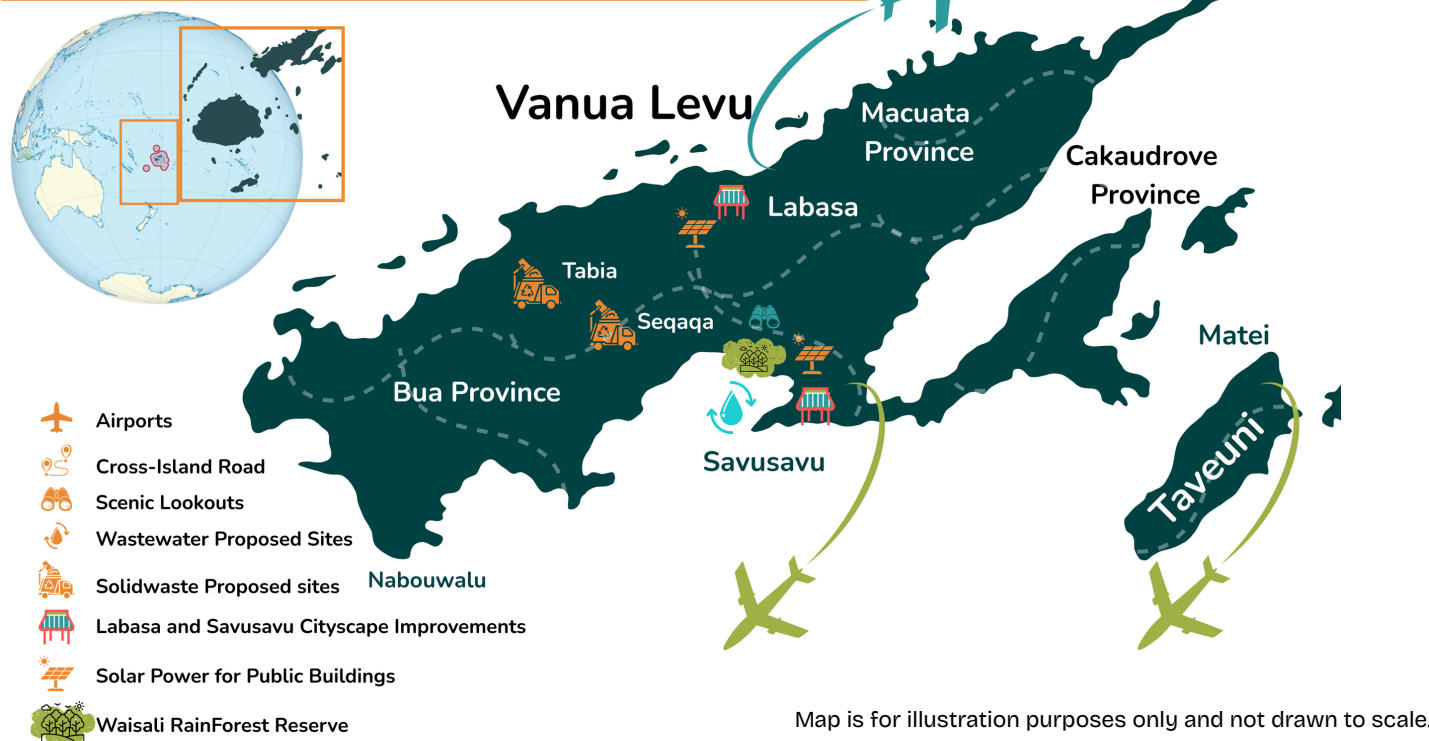 Vanua Levu
Macuata
Province
Cakaudrove
Province
Labasa
Tabia
Seqaqa
Matei
Bua Province
Taveuni
Savusavu
Nabouwalu
Airports
Cross-Island Road
Scenic Lookouts
Wastewater Proposed Sites
Solidwaste Proposed sites
Labasa and Savusavu Cityscape Improvements
Solar Power for Public Buildings
Waisali RainForest Reserve
Map is for illustration purposes only and not drawn to scale.